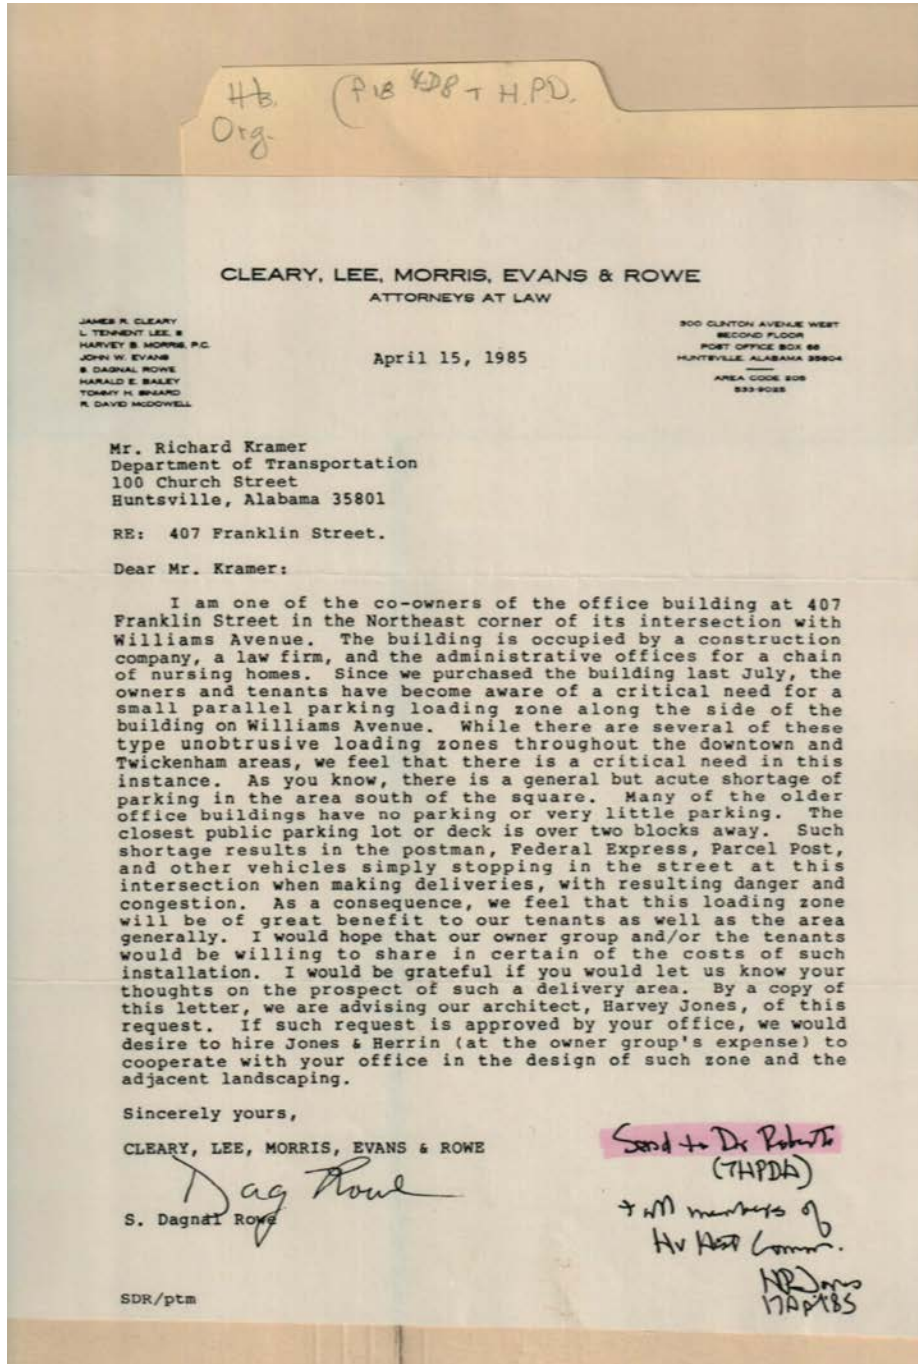 Org.
H.P.D.
CLEARY, LEE, MORRIS, EVANS & ROWE
ATTORNEYS AT LAW
JAMES R. CLEARY
L. TENNENT LEE, III
HARVEY B. MORRIS, P.C.
JOHN W. EVANS
S. DAGNAL ROWE
HARALD E. BAILEY
TOMMY H. SINIARD
R. DAVID McDOWELL
300 CLINTON AVENUE WEST
SECOND FLOOR
POST OFFICE BOX 68
HUNTSVILLE, ALABAMA 35804
AREA CODE 205
533-9025
April 15, 1985
Mr. Richard Kramer
Department of Transportation
100 Church Street
Huntsville, Alabama 35801
RE: 407 Franklin Street.
Dear Mr. Kramer:
I am one of the co-owners of the office building at 407
Franklin Street in the Northeast corner of its intersection with
Williams Avenue. The building is occupied by a construction
company, a law firm, and the administrative offices for a chain
of nursing homes. Since we purchased the building last July, the
owners and tenants have become aware of a critical need for a
small parallel parking loading zone along the side of the
building on Williams Avenue. While there are several of these
type unobtrusive loading zones throughout the downtown and
Twickenham areas, we feel that there is a critical need in this
instance. As you know, there is a general but acute shortage of
parking in the area south of the square. Many of the older
office buildings have no parking or very little parking. The
closest public parking lot or deck is over two blocks away. Such
shortage results in the postman, Federal Express, Parcel Post,
and other vehicles simply stopping in the street at this
intersection when making deliveries, with resulting danger and
congestion. As a consequence, we feel that this loading zone
will be of great benefit to our tenants as well as the area
generally. I would hope that our owner group and/or the tenants
would be willing to share in certain of the costs of such
installation. I would be grateful if you would let us know your
thoughts on the prospect of such a delivery area. By a copy of
this letter, we are advising our architect, Harvey Jones, of this
request. If such request is approved by your office, we would
desire to hire Jones & Herrin (at the owner group's expense) to
cooperate with your office in the design of such zone and the
adjacent landscaping.
Sincerely yours,
CLEARY, LEE, MORRIS, EVANS & ROWE
Dag Rowe
S. Dagnal Rowe
Send to Dr Roberts
(THPDA)
+ all members of
Hv Hist Comm.
HPJones
17Apr85
SDR/ptm